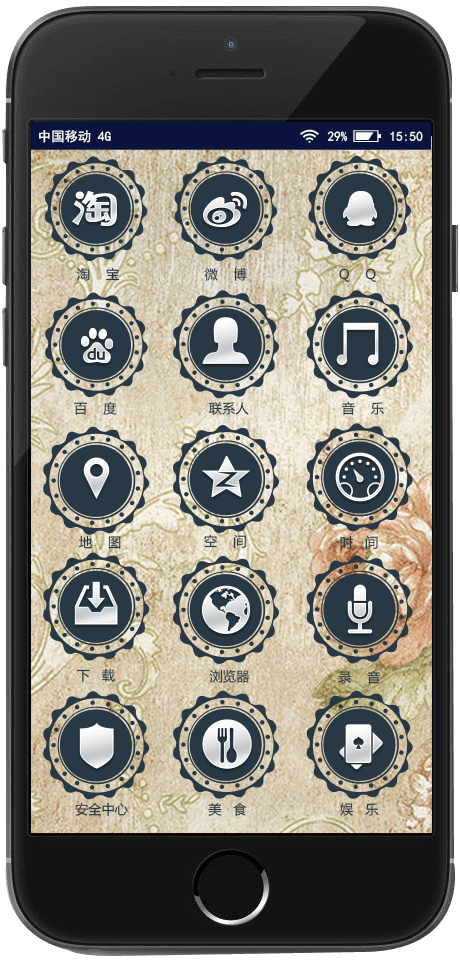 中国移动 4G 29% 15:50
淘
淘 宝 微 博 Q Q
du
百 度 联系人 音 乐
地 图 空 间 时 间
下 载 浏览器 录 音
安全中心 美 食 娱 乐